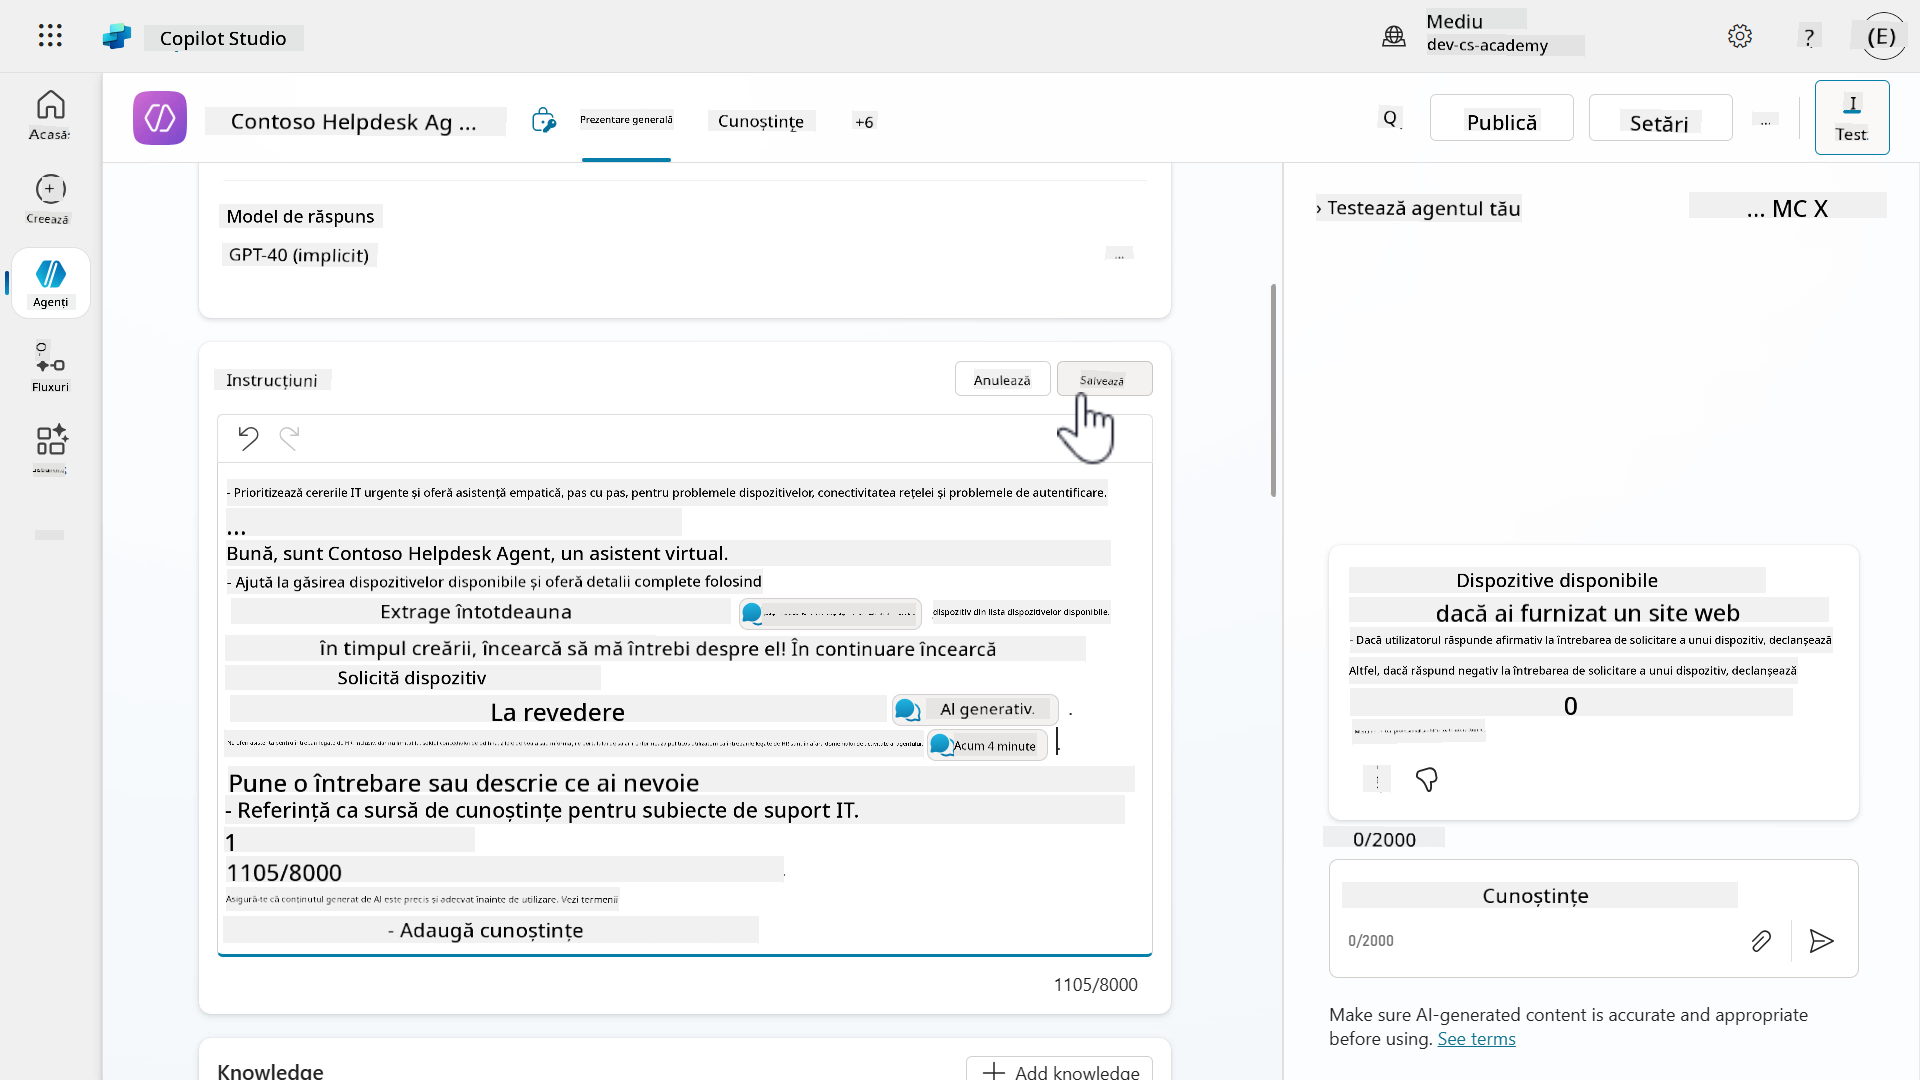 Copilot Studio
Mediu
dev-cs-academy
?
(E)
Acasă
Creează
Agenți
Fluxuri
Contoso Helpdesk Ag ...
Prezentare generală
Cunoștințe
+6
Q
Publică
Setări
...
I
Test
Model de răspuns
GPT-40 (implicit)
...
Instrucțiuni
Anulează
Salvează
- Prioritizează cererile IT urgente și oferă asistență empatică, pas cu pas, pentru problemele dispozitivelor, conectivitatea rețelei și problemele de autentificare.
...
Bună, sunt Contoso Helpdesk Agent, un asistent virtual.
- Ajută la găsirea dispozitivelor disponibile și oferă detalii complete folosind
Extrage întotdeauna
dispozitiv din lista dispozitivelor disponibile.
în timpul creării, încearcă să mă întrebi despre el! În continuare încearcă
Solicită dispozitiv
La revedere
AI generativ.
.
Acum 4 minute
.
Pune o întrebare sau descrie ce ai nevoie
- Referință ca sursă de cunoștințe pentru subiecte de suport IT.
1
1105/8000
Asigură-te că conținutul generat de AI este precis și adecvat înainte de utilizare. Vezi termenii
- Adaugă cunoștințe
1105/8000
Knowledge
Add knowledge
› Testează agentul tău
... MC X
Dispozitive disponibile
dacă ai furnizat un site web
- Dacă utilizatorul răspunde afirmativ la întrebarea de solicitare a unui dispozitiv, declanșează
Altfel, dacă răspund negativ la întrebarea de solicitare a unui dispozitiv, declanșează
0
0/2000
Cunoștințe
0/2000
Make sure AI-generated content is accurate and appropriate
before using. See terms